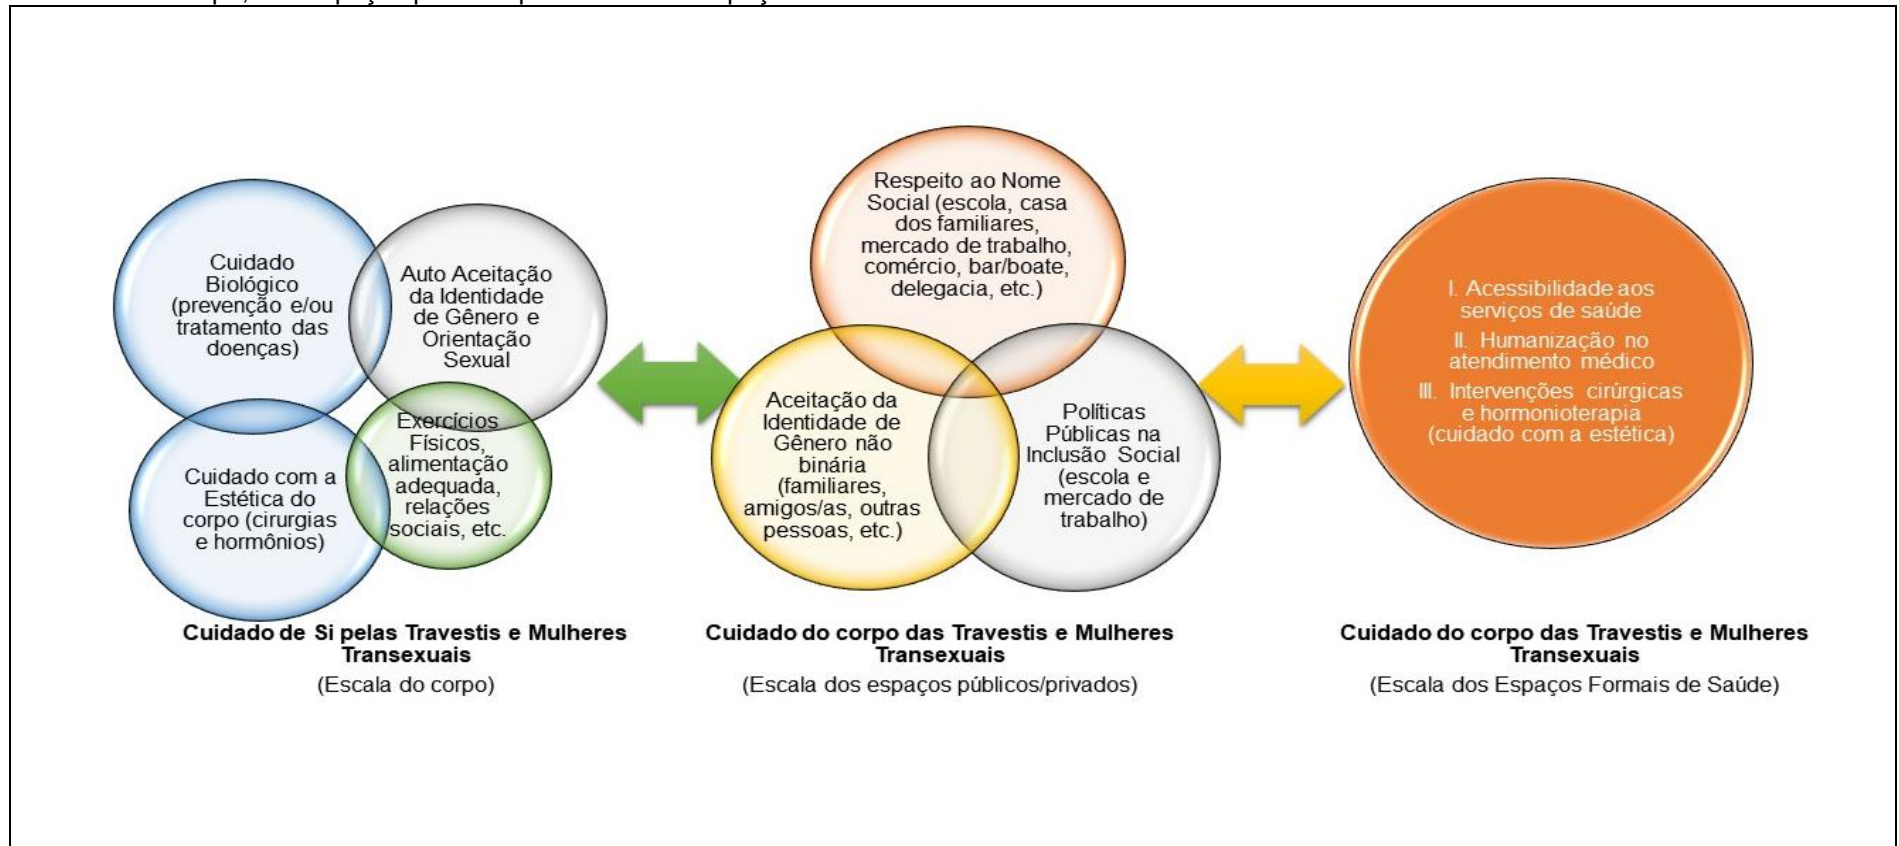 Cuidado
Biológico
(prevenção e/ou
tratamento das
doenças)
Auto Aceitação
da Identidade
de Gênero e
Orientação
Sexual
Cuidado com a
Estética do
corpo (cirurgias
e hormônios)
Exercícios
Físicos,
alimentação
adequada,
relações
sociais, etc.
Cuidado de Si pelas Travestis e Mulheres
Transexuais
(Escala do corpo)
Respeito ao Nome
Social (escola, casa
dos familiares,
mercado de trabalho,
comércio, bar/boate,
delegacia, etc.)
Aceitação da
Identidade de
Gênero não
binária
(familiares,
amigos/as, outras
pessoas, etc.)
Políticas
Públicas na
Inclusão Social
(escola e
mercado de
trabalho)
Cuidado do corpo das Travestis e Mulheres
Transexuais
(Escala dos espaços públicos/privados)
I. Acessibilidade aos
serviços de saúde
II. Humanização no
atendimento médico
III. Intervenções cirúrgicas
e hormonioterapia
(cuidado com a estética)
Cuidado do corpo das Travestis e Mulheres
Transexuais
(Escala dos Espaços Formais de Saúde)